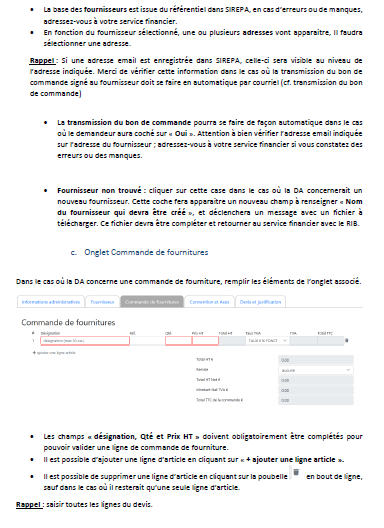 La base des fournisseurs est issue du référentiel dans SIREPA, en cas d'erreurs ou de manques,
adressez-vous à votre service financier.
En fonction du fournisseur sélectionné, une ou plusieurs adresses vont apparaitre, Il faudra
sélectionner une adresse.
Rappel : Si une adresse email est enregistrée dans SIREPA, celle-ci sera visible au niveau de
l'adresse indiquée. Merci de vérifier cette information dans le cas où la transmission du bon de
commande signé au fournisseur doit se faire en automatique par courriel (cf. transmission du bon
de commande)
La transmission du bon de commande pourra se faire de façon automatique dans le cas
où le demandeur aura coché sur « Oui ». Attention à bien vérifier l'adresse email indiquée
sur l'adresse du fournisseur ; adressez-vous à votre service financier si vous constatez des
erreurs ou des manques.
Fournisseur non trouvé : cliquer sur cette case dans le cas où la DA concernerait un
nouveau fournisseur. Cette coche fera apparaître un nouveau champ à renseigner « Nom
du fournisseur qui devra être créé », et déclenchera un message avec un fichier à
télécharger. Ce fichier devra être compléter et retourner au service financier avec le RIB.
c. Onglet Commande de fournitures
Dans le cas où la DA concerne une commande de fourniture, remplir les éléments de l'onglet associé.
Informations administratives Fournisseur Commande de fournitures Convention et Axes Devis et justification
Commande de fournitures
# Désignation Réf. Qté Prix HT Total HT Taux TVA TVA Total TTC
1 Désignation (max 50 car.)
+ ajouter une ligne article
Total HT € 0.00
Remise aucune
Total HT Net € 0.00
Montant Net TVA € 0.00
Total TTC de la commande € 0.00
Les champs « désignation, Qté et Prix HT » doivent obligatoirement être complétés pour
pouvoir valider une ligne de commande de fourniture.
Il est possible d'ajouter une ligne d'article en cliquant sur « + ajouter une ligne article ».
Il est possible de supprimer une ligne d'article en cliquant sur la poubelle en bout de ligne,
sauf dans le cas où il resterait qu'une seule ligne d'article.
Rappel : saisir toutes les lignes du devis.